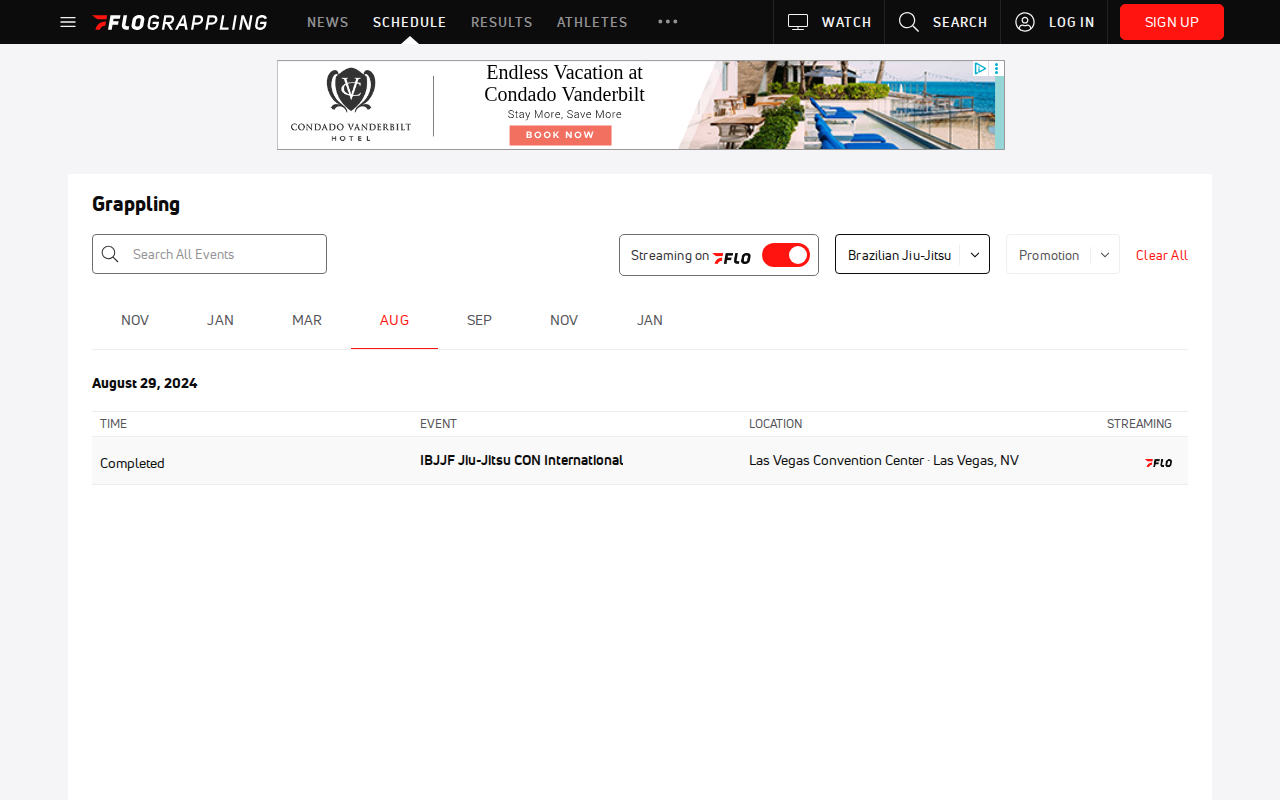 FLOGRAPPLING
NEWS
SCHEDULE
RESULTS
ATHLETES
WATCH
SEARCH
LOG IN
SIGN UP
CONDADO VANDERBILT
HOTEL
Endless Vacation at
Condado Vanderbilt
Stay More, Save More
BOOK NOW
Grappling
Search All Events
Streaming on FLO
Brazilian Jiu-Jitsu
Promotion
Clear All
NOV
JAN
MAR
AUG
SEP
NOV
JAN
August 29, 2024
TIME
EVENT
LOCATION
STREAMING
Completed
IBJJF Jiu-Jitsu CON International
Las Vegas Convention Center · Las Vegas, NV
FLO